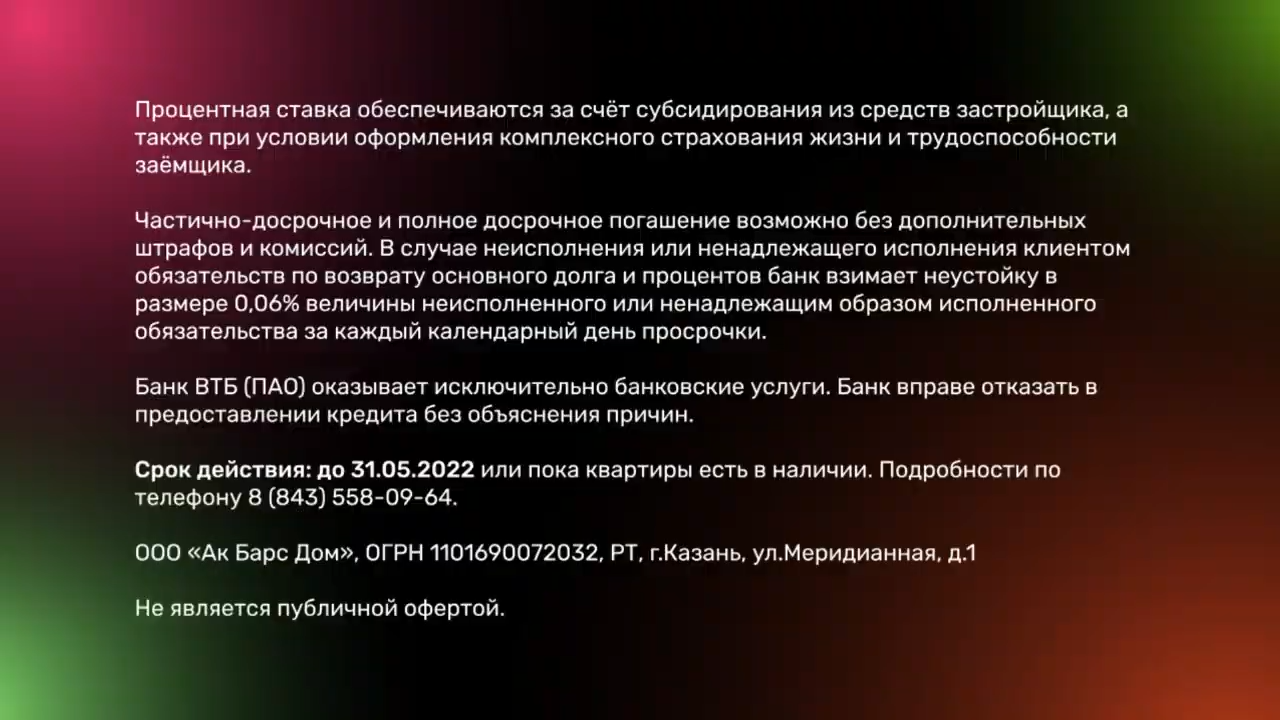 Процентная ставка обеспечиваются за счёт субсидирования из средств застройщика, а
также при условии оформления комплексного страхования жизни и трудоспособности
заёмщика.
Частично-досрочное и полное досрочное погашение возможно без дополнительных
штрафов и комиссий. В случае неисполнения или ненадлежащего исполнения клиентом
обязательств по возврату основного долга и процентов банк взимает неустойку в
размере 0,06% величины неисполненного или ненадлежащим образом исполненного
обязательства за каждый календарный день просрочки.
Банк ВТБ (ПАО) оказывает исключительно банковские услуги. Банк вправе отказать в
предоставлении кредита без объяснения причин.
Срок действия: до 31.05.2022 или пока квартиры есть в наличии. Подробности по
телефону 8 (843) 558-09-64.
ООО «Ак Барс Дом», ОГРН 1101690072032, РТ, г.Казань, ул.Меридианная, д.1
Не является публичной офертой.